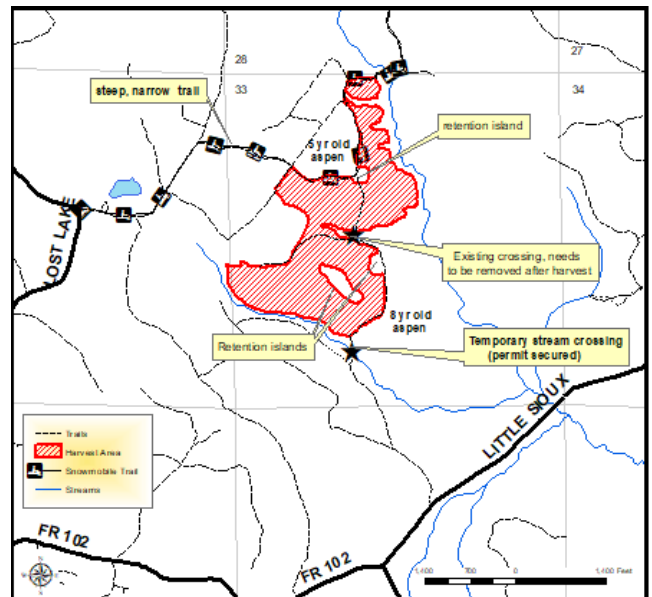 28
27
33
34
steep, narrow trail
5 yr old
aspen
retention island
LOST LAKE
Existing crossing, needs
to be removed after harvest
8 yr old
aspen
Retention islands
Temporary stream crossing
(permit secured)
LITTLE SIOUX
Trails
Harvest Area
Snowmobile Trail
Streams
FR 102
FR 102
1,400 700 0 1,400 Feet